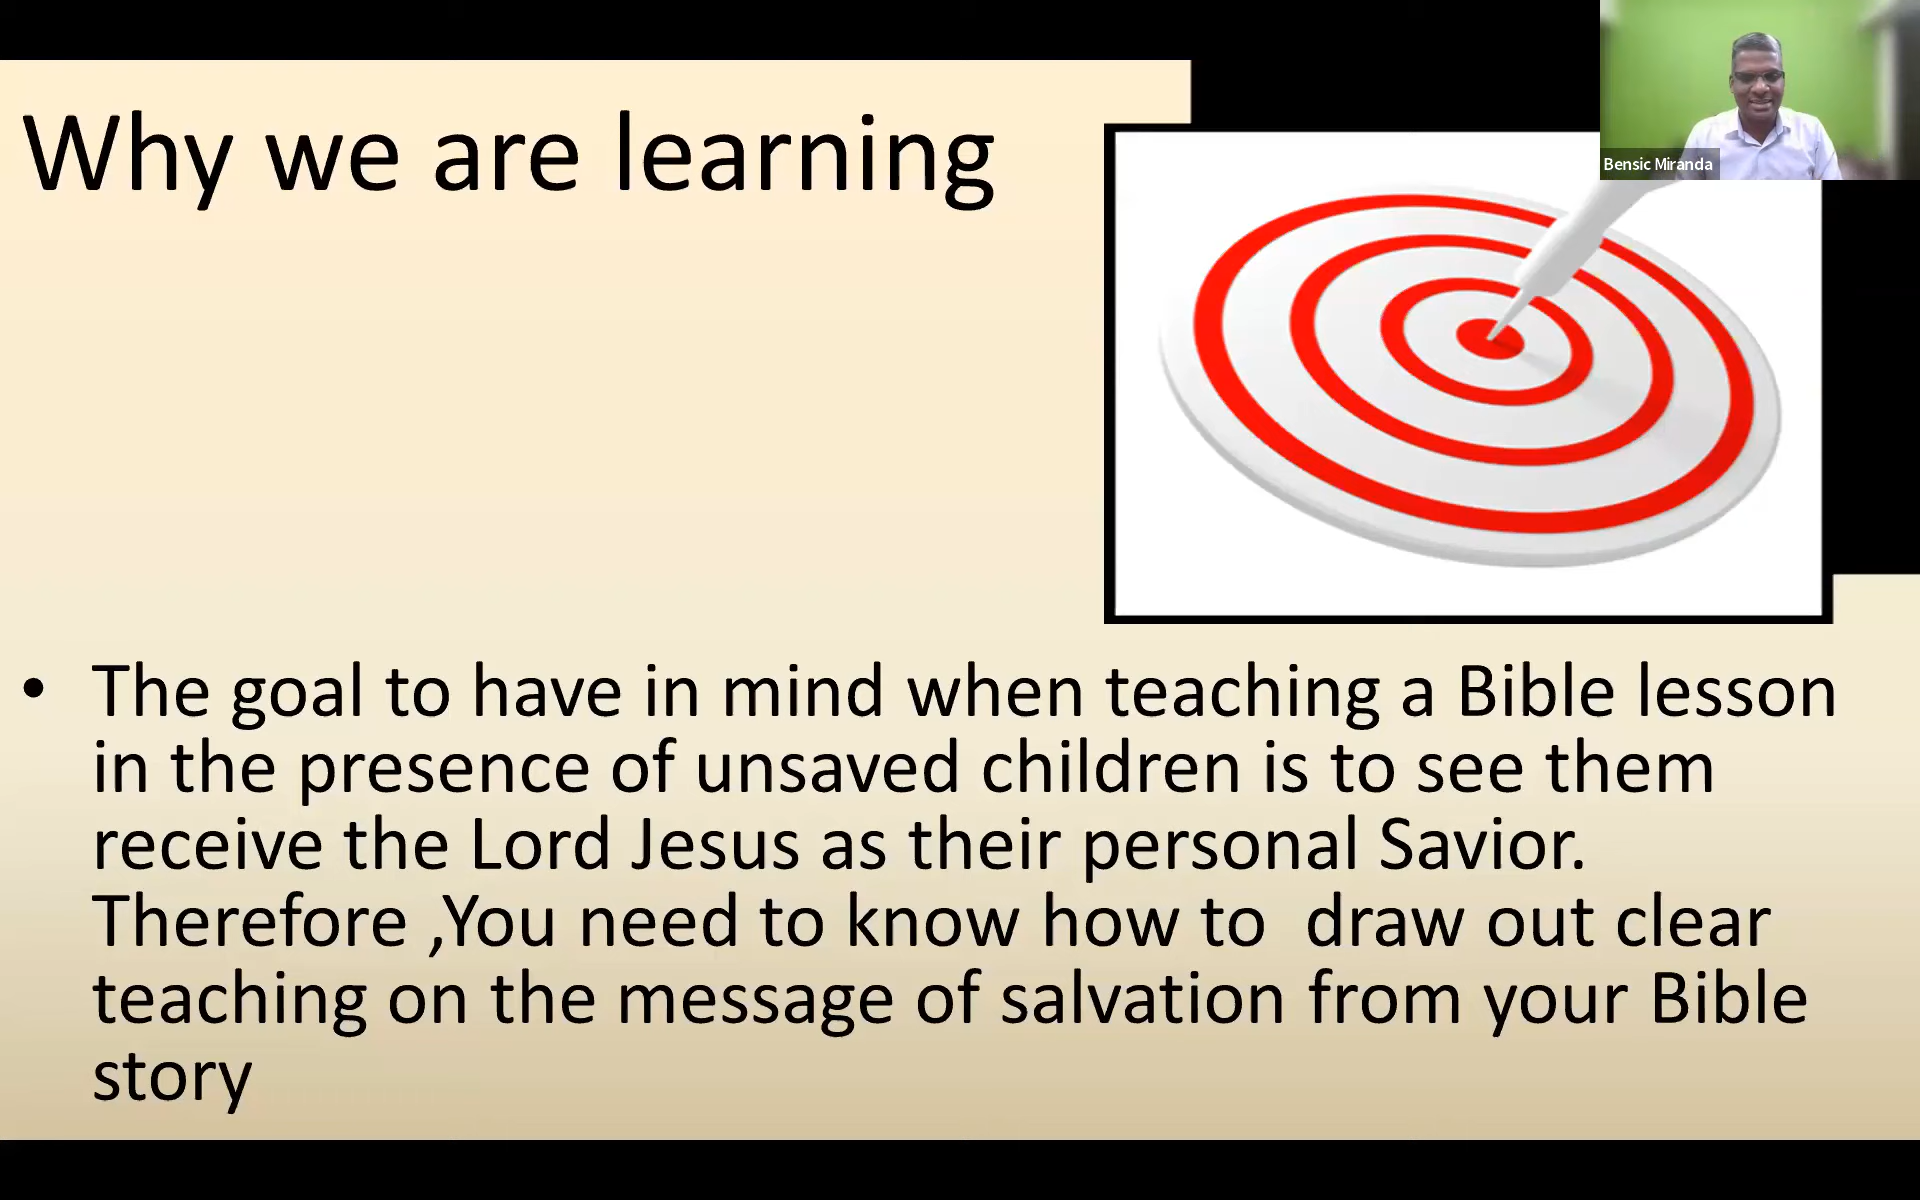 Why we are learning
Bensic Miranda
• The goal to have in mind when teaching a Bible lesson
in the presence of unsaved children is to see them
receive the Lord Jesus as their personal Savior.
Therefore ,You need to know how to  draw out clear
teaching on the message of salvation from your Bible
story